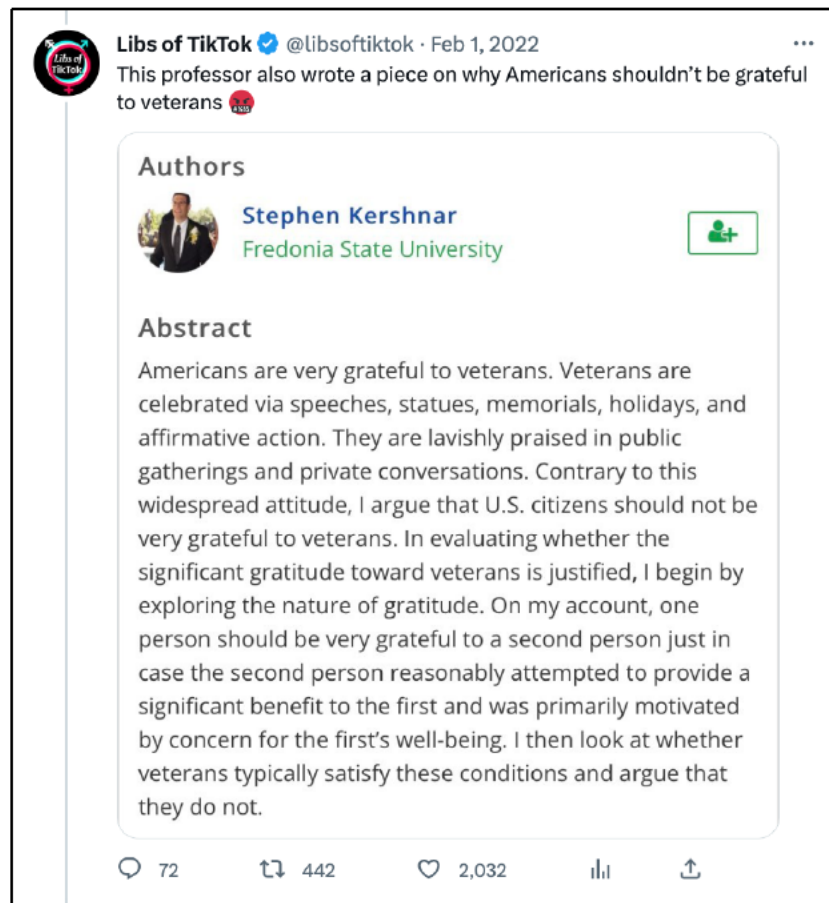 Libs of TikTok @libsoftiktok · Feb 1, 2022
Libs of
TikTok
This professor also wrote a piece on why Americans shouldn't be grateful
to veterans
Authors
Stephen Kershnar
Fredonia State University
Abstract
Americans are very grateful to veterans. Veterans are
celebrated via speeches, statues, memorials, holidays, and
affirmative action. They are lavishly praised in public
gatherings and private conversations. Contrary to this
widespread attitude, I argue that U.S. citizens should not be
very grateful to veterans. In evaluating whether the
significant gratitude toward veterans is justified, I begin by
exploring the nature of gratitude. On my account, one
person should be very grateful to a second person just in
case the second person reasonably attempted to provide a
significant benefit to the first and was primarily motivated
by concern for the first's well-being. I then look at whether
veterans typically satisfy these conditions and argue that
they do not.
72 442 2,032